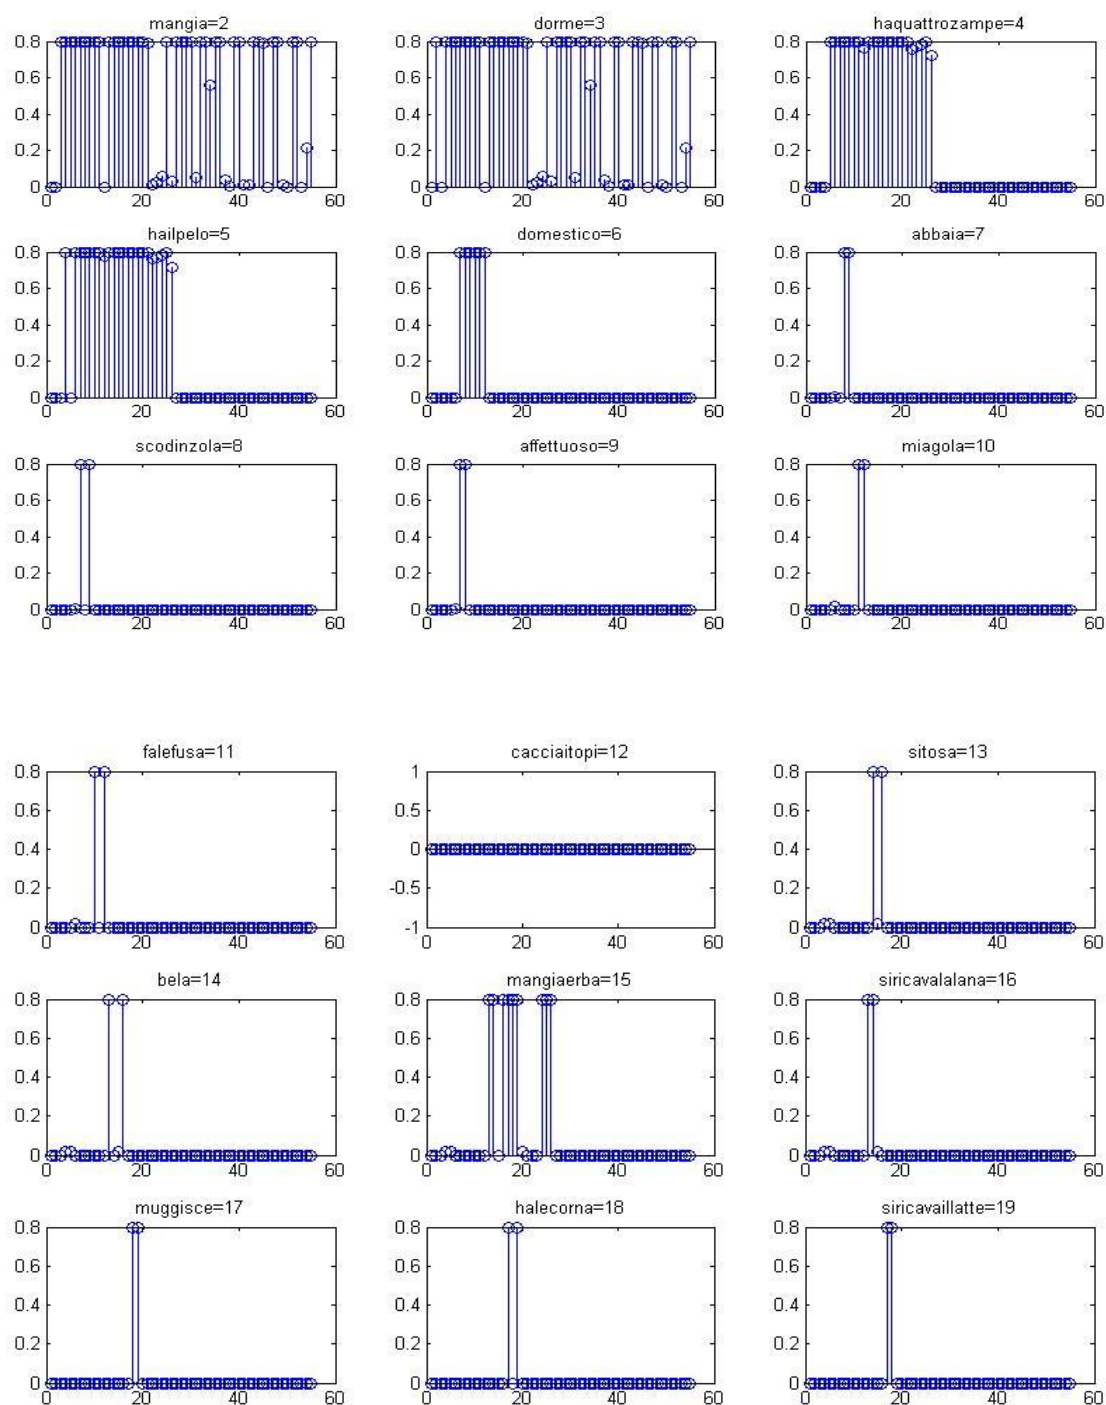 mangia=2 dorme=3 haquattrozampe=4
0.8 0.8 0.8
0.6 0.6 0.6
0.4 0.4 0.4
0.2 0.2 0.2
0 0 0
0 20 40 60 0 20 40 60 0 20 40 60
hailpelo=5 domestico=6 abbaia=7
0.8 0.8 0.8
0.6 0.6 0.6
0.4 0.4 0.4
0.2 0.2 0.2
0 0 0
0 20 40 60 0 20 40 60 0 20 40 60
scodinzola=8 affettuoso=9 miagola=10
0.8 0.8 0.8
0.6 0.6 0.6
0.4 0.4 0.4
0.2 0.2 0.2
0 0 0
0 20 40 60 0 20 40 60 0 20 40 60
falefusa=11 cacciaitopi=12 sitosa=13
0.8 1 0.8
0.6 0.5 0.6
0.4 0 0.4
0.2 -0.5 0.2
0 -1 0
0 20 40 60 0 20 40 60 0 20 40 60
bela=14 mangiaerba=15 siricavalalana=16
0.8 0.8 0.8
0.6 0.6 0.6
0.4 0.4 0.4
0.2 0.2 0.2
0 0 0
0 20 40 60 0 20 40 60 0 20 40 60
muggisce=17 halecorna=18 siricavaillatte=19
0.8 0.8 0.8
0.6 0.6 0.6
0.4 0.4 0.4
0.2 0.2 0.2
0 0 0
0 20 40 60 0 20 40 60 0 20 40 60